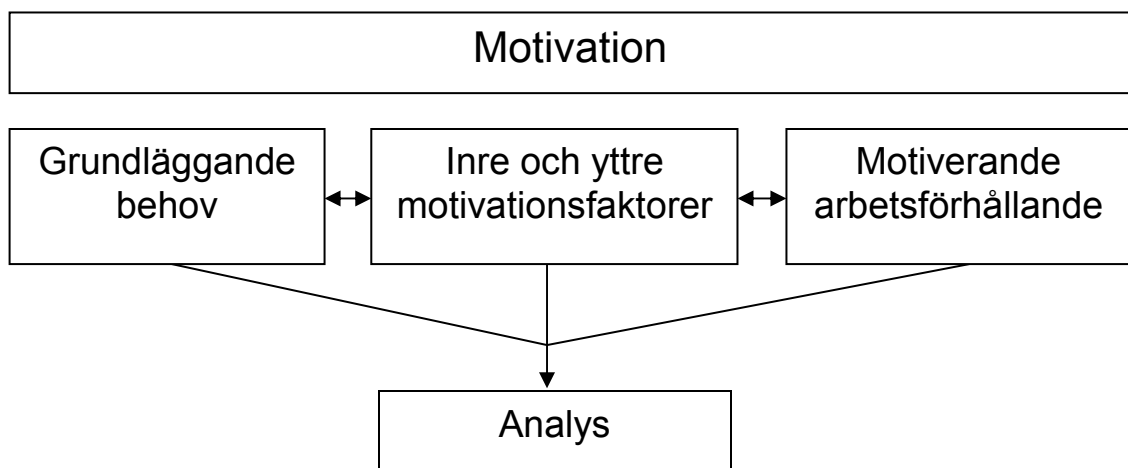 Motivation
Grundläggande
behov
Inre och yttre
motivationsfaktorer
Motiverande
arbetsförhållande
Analys